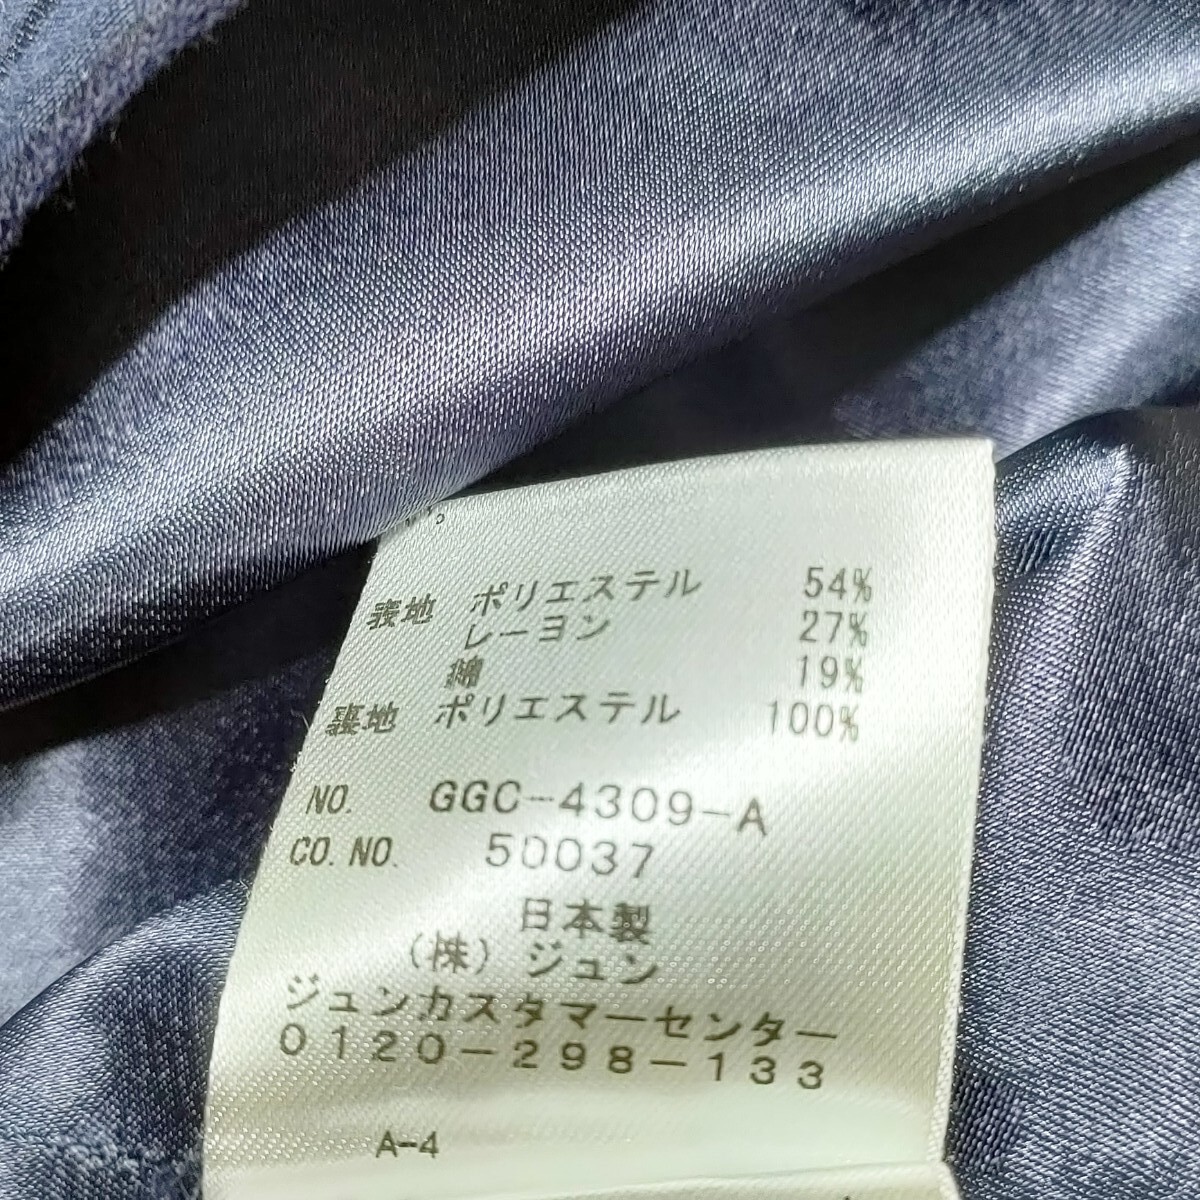 表地 ポリエステル 54%
レーヨン 27%
綿 19%
裏地 ポリエステル 100%
NO. GGC-4309-A
CO. NO. 50037
日本製
(株) ジュン
ジュンカスタマーセンター
0120-298-133
A-4